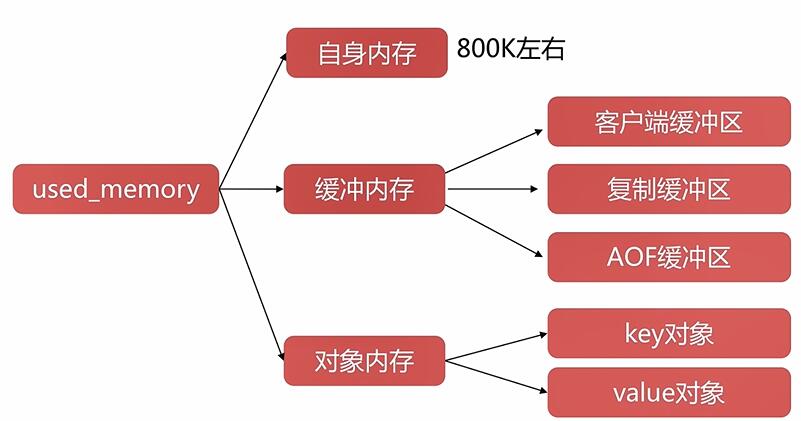 自身内存
800K左右
客户端缓冲区
used_memory
缓冲内存
复制缓冲区
AOF缓冲区
对象内存
key对象
value对象